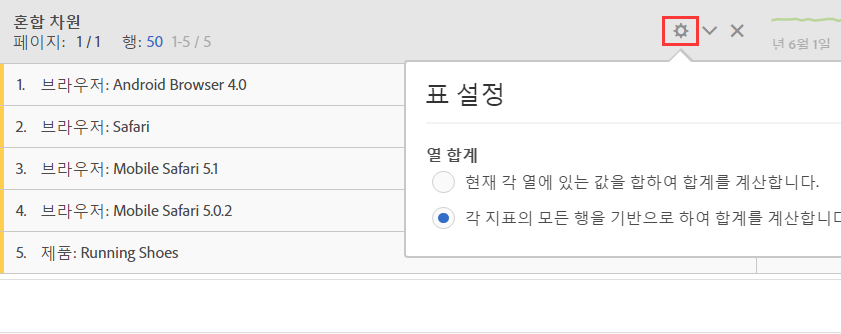 혼합 차원
페이지: 1 / 1 행: 50 1-5 / 5
년 6월 1일
1. 브라우저: Android Browser 4.0
2. 브라우저: Safari
3. 브라우저: Mobile Safari 5.1
4. 브라우저: Mobile Safari 5.0.2
5. 제품: Running Shoes
표 설정
열 합계
현재 각 열에 있는 값을 합하여 합계를 계산합니다.
각 지표의 모든 행을 기반으로 하여 합계를 계산합니다